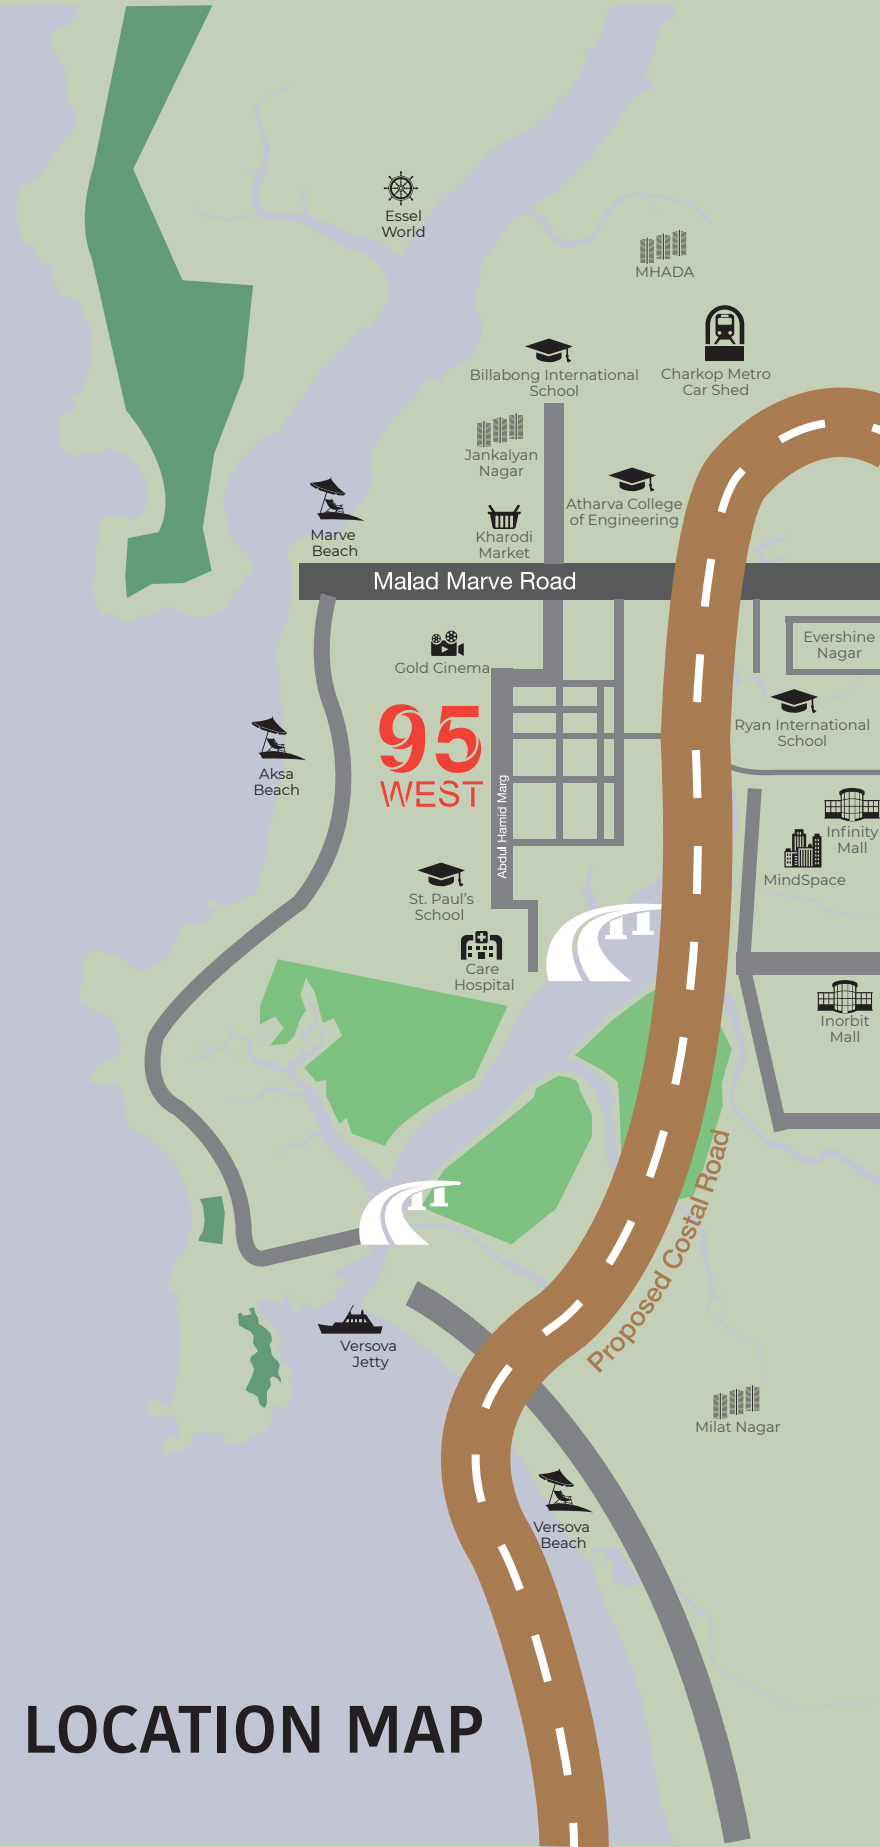 Essel
World
MHADA
Billabong International
School
Charkop Metro
Car Shed
Jankalyan
Nagar
Atharva College
of Engineering
Kharodi
Market
Marve
Beach
Malad Marve Road
Evershine
Nagar
Gold Cinema
95
WEST
Ryan International
School
Aksa
Beach
Abdul Hamid Marg
Infinity
Mall
MindSpace
St. Paul's
School
Care
Hospital
Inorbit
Mall
Proposed Costal Road
Versova
Jetty
Milat Nagar
Versova
Beach
LOCATION MAP